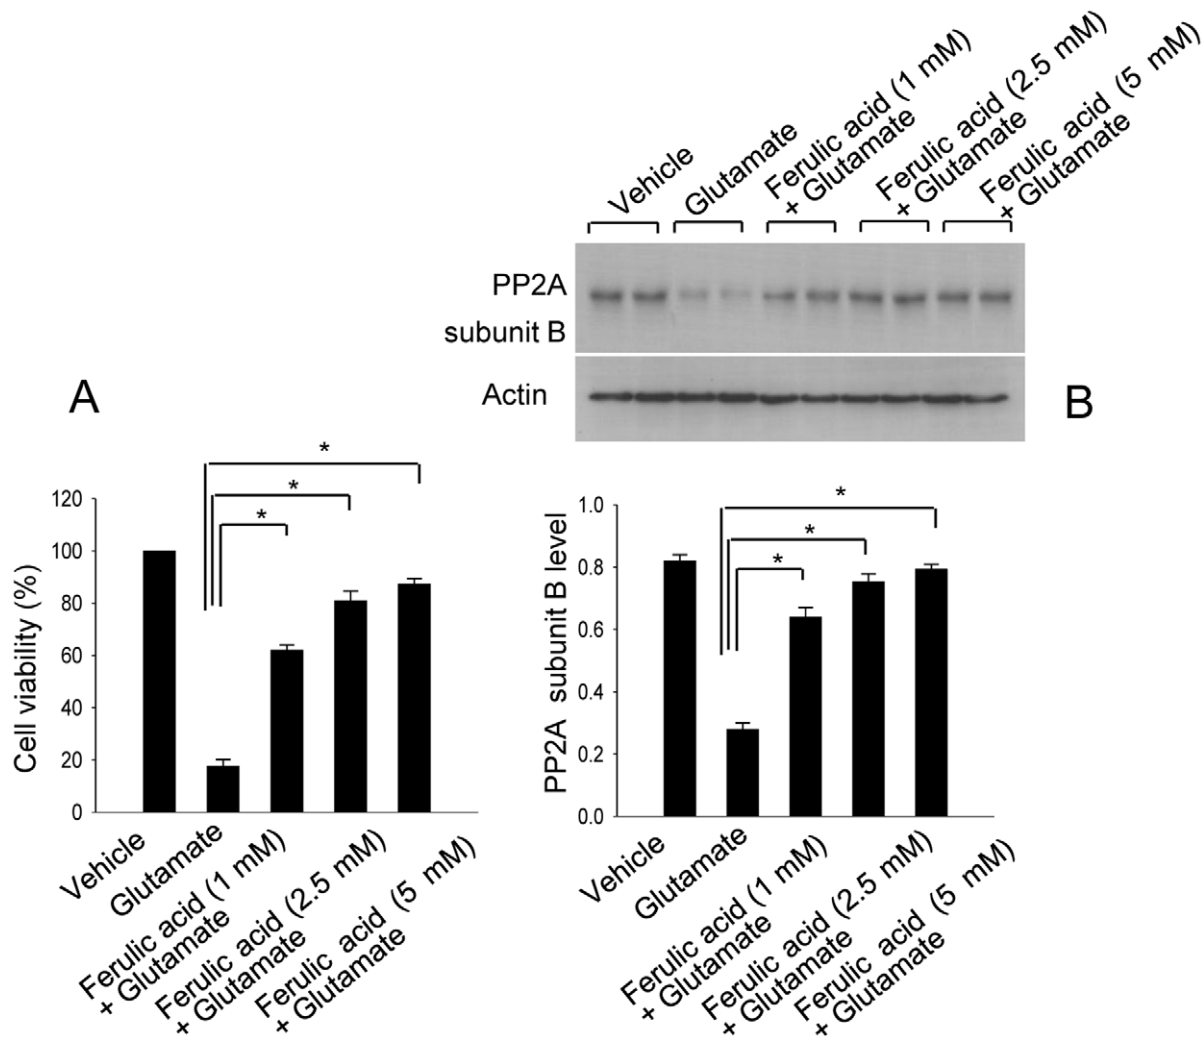 Vehicle
Glutamate
Ferulic acid (1 mM)
+ Glutamate
Ferulic acid (2.5 mM)
+ Glutamate
Ferulic acid (5 mM)
+ Glutamate
PP2A
subunit B
Actin
A
B
*
*
*
Cell viability (%)
120
100
80
60
40
20
0
Vehicle
Glutamate
Ferulic acid (1 mM)
+ Glutamate
Ferulic acid (2.5 mM)
+ Glutamate
Ferulic acid (5 mM)
+ Glutamate
*
*
*
PP2A subunit B level
1.0
0.8
0.6
0.4
0.2
0.0
Vehicle
Glutamate
Ferulic acid (1 mM)
+ Glutamate
Ferulic acid (2.5 mM)
+ Glutamate
Ferulic acid (5 mM)
+ Glutamate